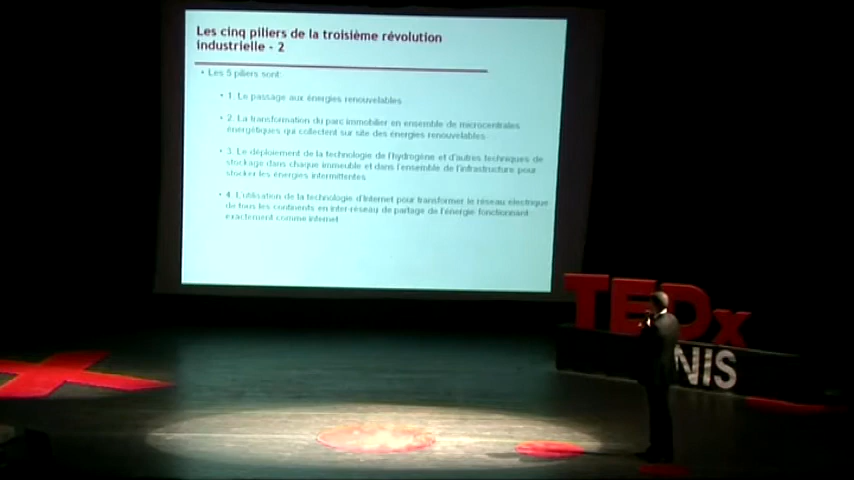 Les cinq piliers de la troisième révolution
industrielle - 2
• Les 5 piliers sont:
• 1. Le passage aux énergies renouvelables
• 2. La transformation du parc immobilier en ensemble de microcentrales
énergétiques qui collectent sur site des énergies renouvelables
• 3. Le déploiement de la technologie de l'hydrogène et d'autres techniques de
stockage dans chaque immeuble et dans l'ensemble de l'infrastructure pour
stocker les énergies intermittentes
• 4. L'utilisation de la technologie d'Internet pour transformer le réseau électrique
de tous les continents en inter-réseau de partage de l'énergie fonctionnant
exactement comme internet
TEDx
NIS